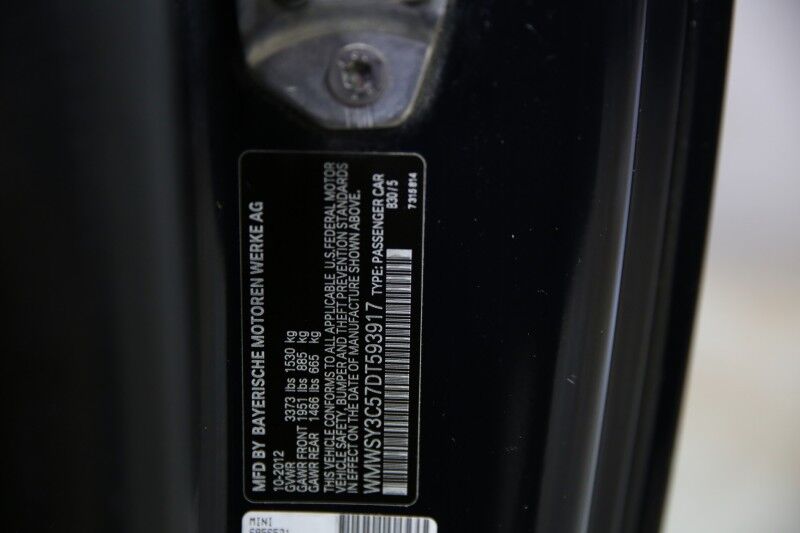 MFD BY BAYERISCHE MOTOREN WERKE AG
10-2012
GVWR 3373 lbs 1530 kg
GAWR FRONT 1951 lbs 885 kg
GAWR REAR 1466 lbs 665 kg
THIS VEHICLE CONFORMS TO ALL APPLICABLE U.S. FEDERAL MOTOR
VEHICLE SAFETY, BUMPER AND THEFT PREVENTION STANDARDS
IN EFFECT ON THE DATE OF MANUFACTURE SHOWN ABOVE.
WMWSY3C57DT593917 TYPE: PASSENGER CAR
B30/5
7315814
MINI